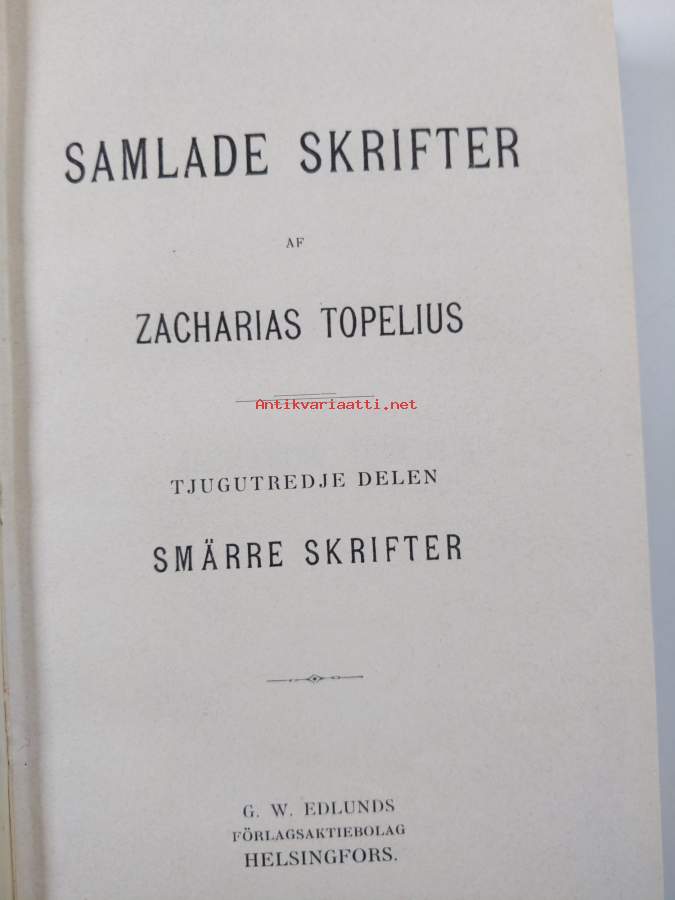 SAMLADE SKRIFTER
AF
ZACHARIAS TOPELIUS
Antikvariaatti.net
TJUGUTREDJE DELEN
SMÄRRE SKRIFTER
G. W. EDLUNDS
FÖRLAGSAKTIEBOLAG
HELSINGFORS.